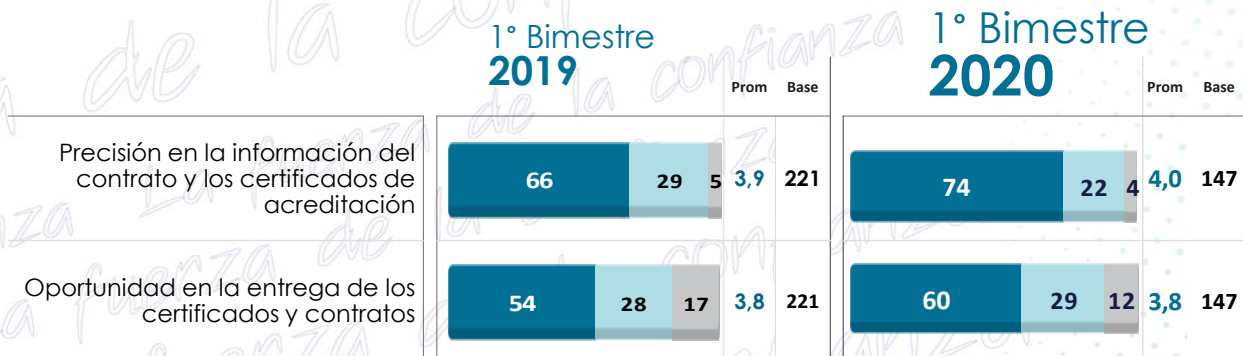 1° Bimestre
2019
Prom Base
1° Bimestre
2020
Prom Base
Precisión en la información del
contrato y los certificados de
acreditación
66 29 5 3,9 221
74 22 4 4,0 147
Oportunidad en la entrega de los
certificados y contratos
54 28 17 3,8 221
60 29 12 3,8 147